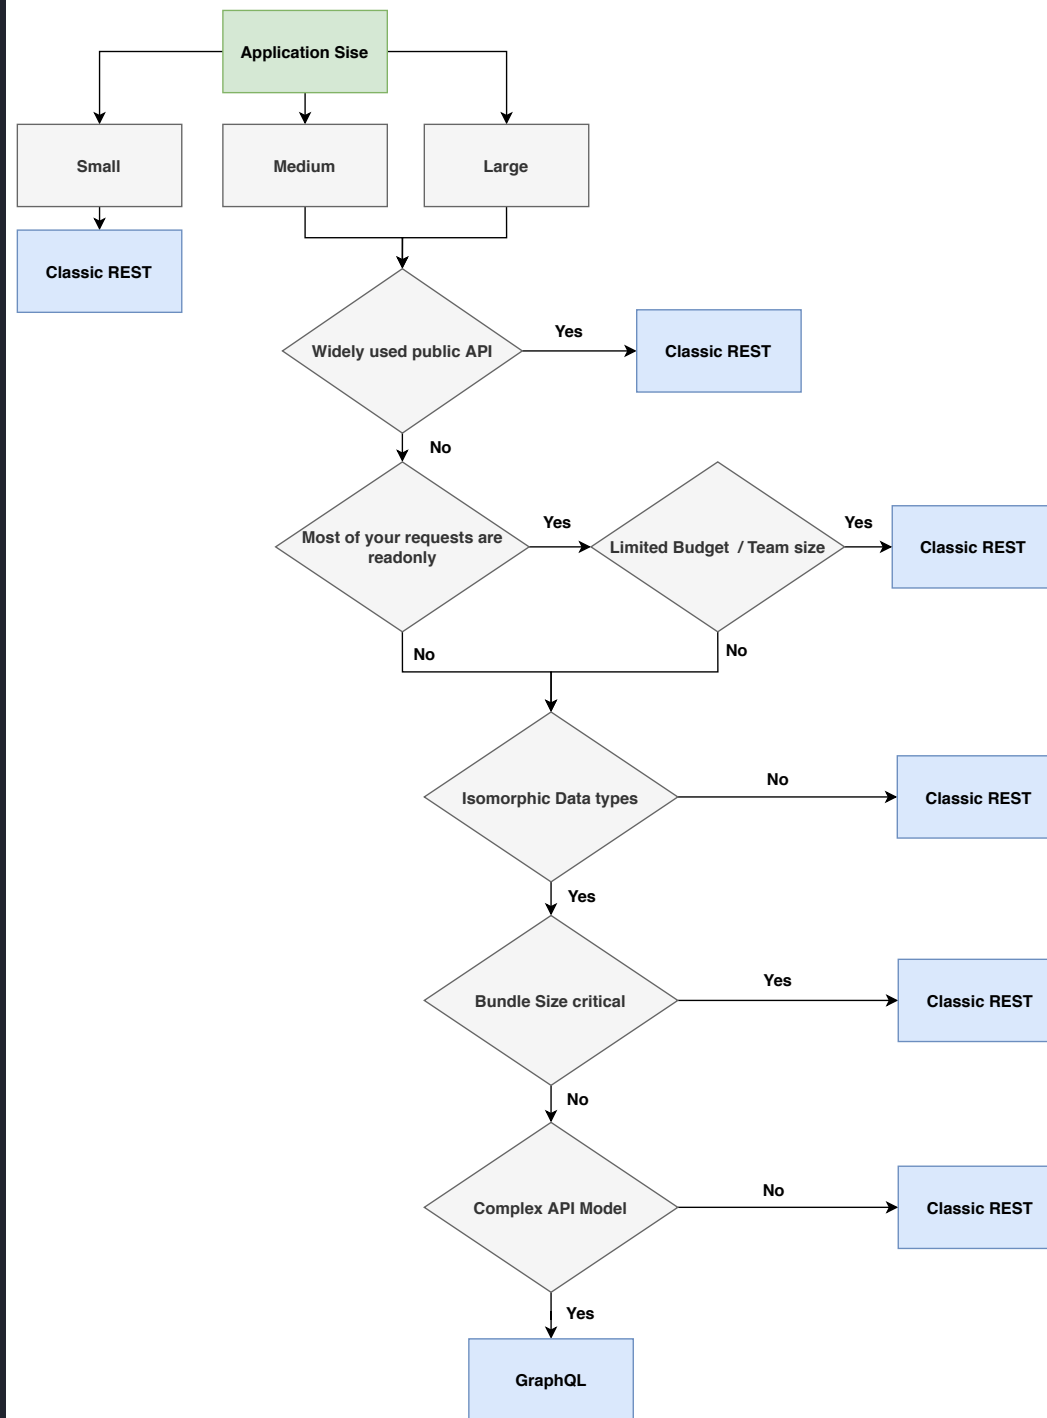 Application Sise
Small
Medium
Large
Classic REST
Widely used public API
Yes
Classic REST
No
Most of your requests are
readonly
Yes
Limited Budget / Team size
Yes
Classic REST
No
No
Isomorphic Data types
No
Classic REST
Yes
Bundle Size critical
Yes
Classic REST
No
Complex API Model
No
Classic REST
Yes
GraphQL